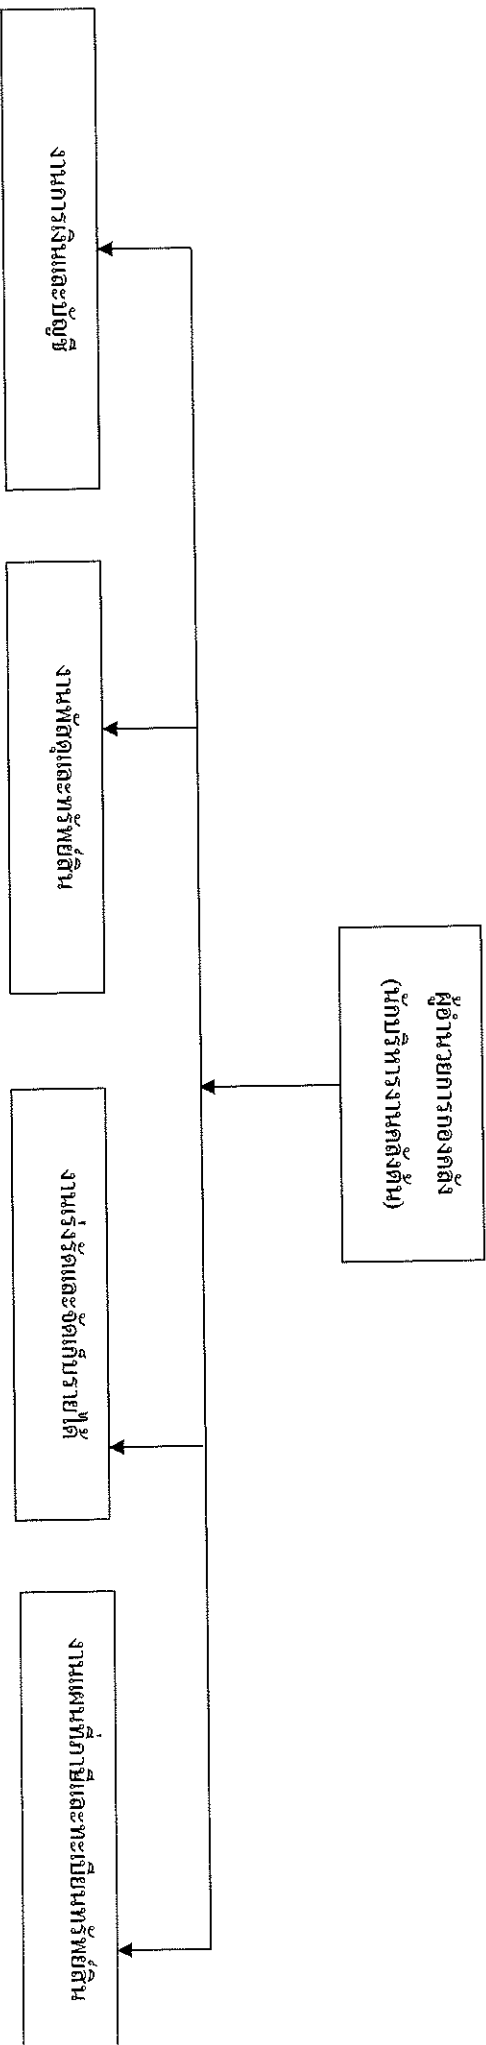 ผู้อำนวยการกองคลัง
(นักบริหารงานคลังต้น)
งานการเงินและบัญชี
งานพัสดุและทรัพย์สิน
งานเร่งรัดและจัดเก็บรายได้
งานแผนที่ภาษีและทะเบียนทรัพย์สิน